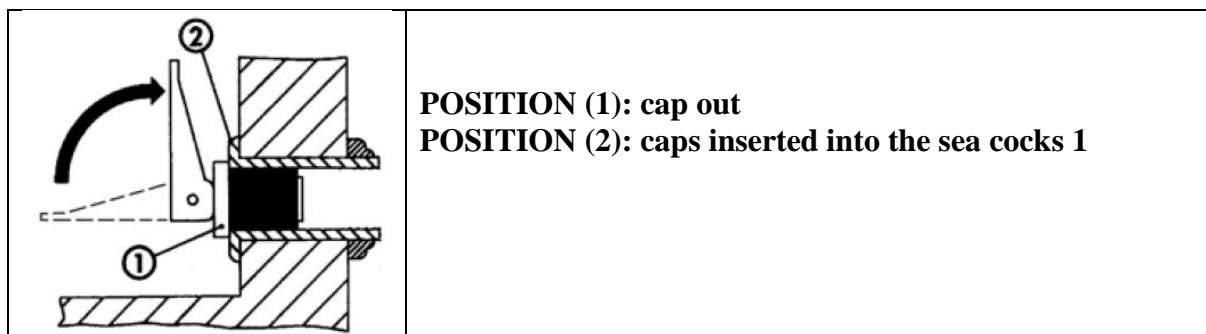 2
1
POSITION (1): cap out
POSITION (2): caps inserted into the sea cocks 1